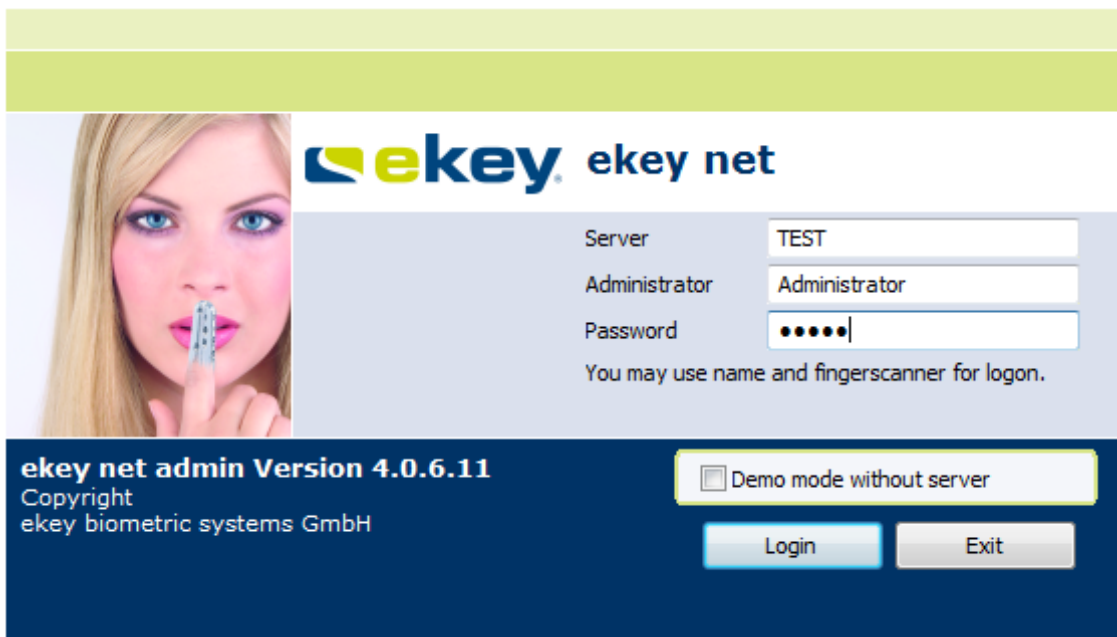 ekey ekey net
Server TEST
Administrator Administrator
Password •••••
You may use name and fingerscanner for logon.
ekey net admin Version 4.0.6.11
Copyright
ekey biometric systems GmbH
Demo mode without server
Login Exit